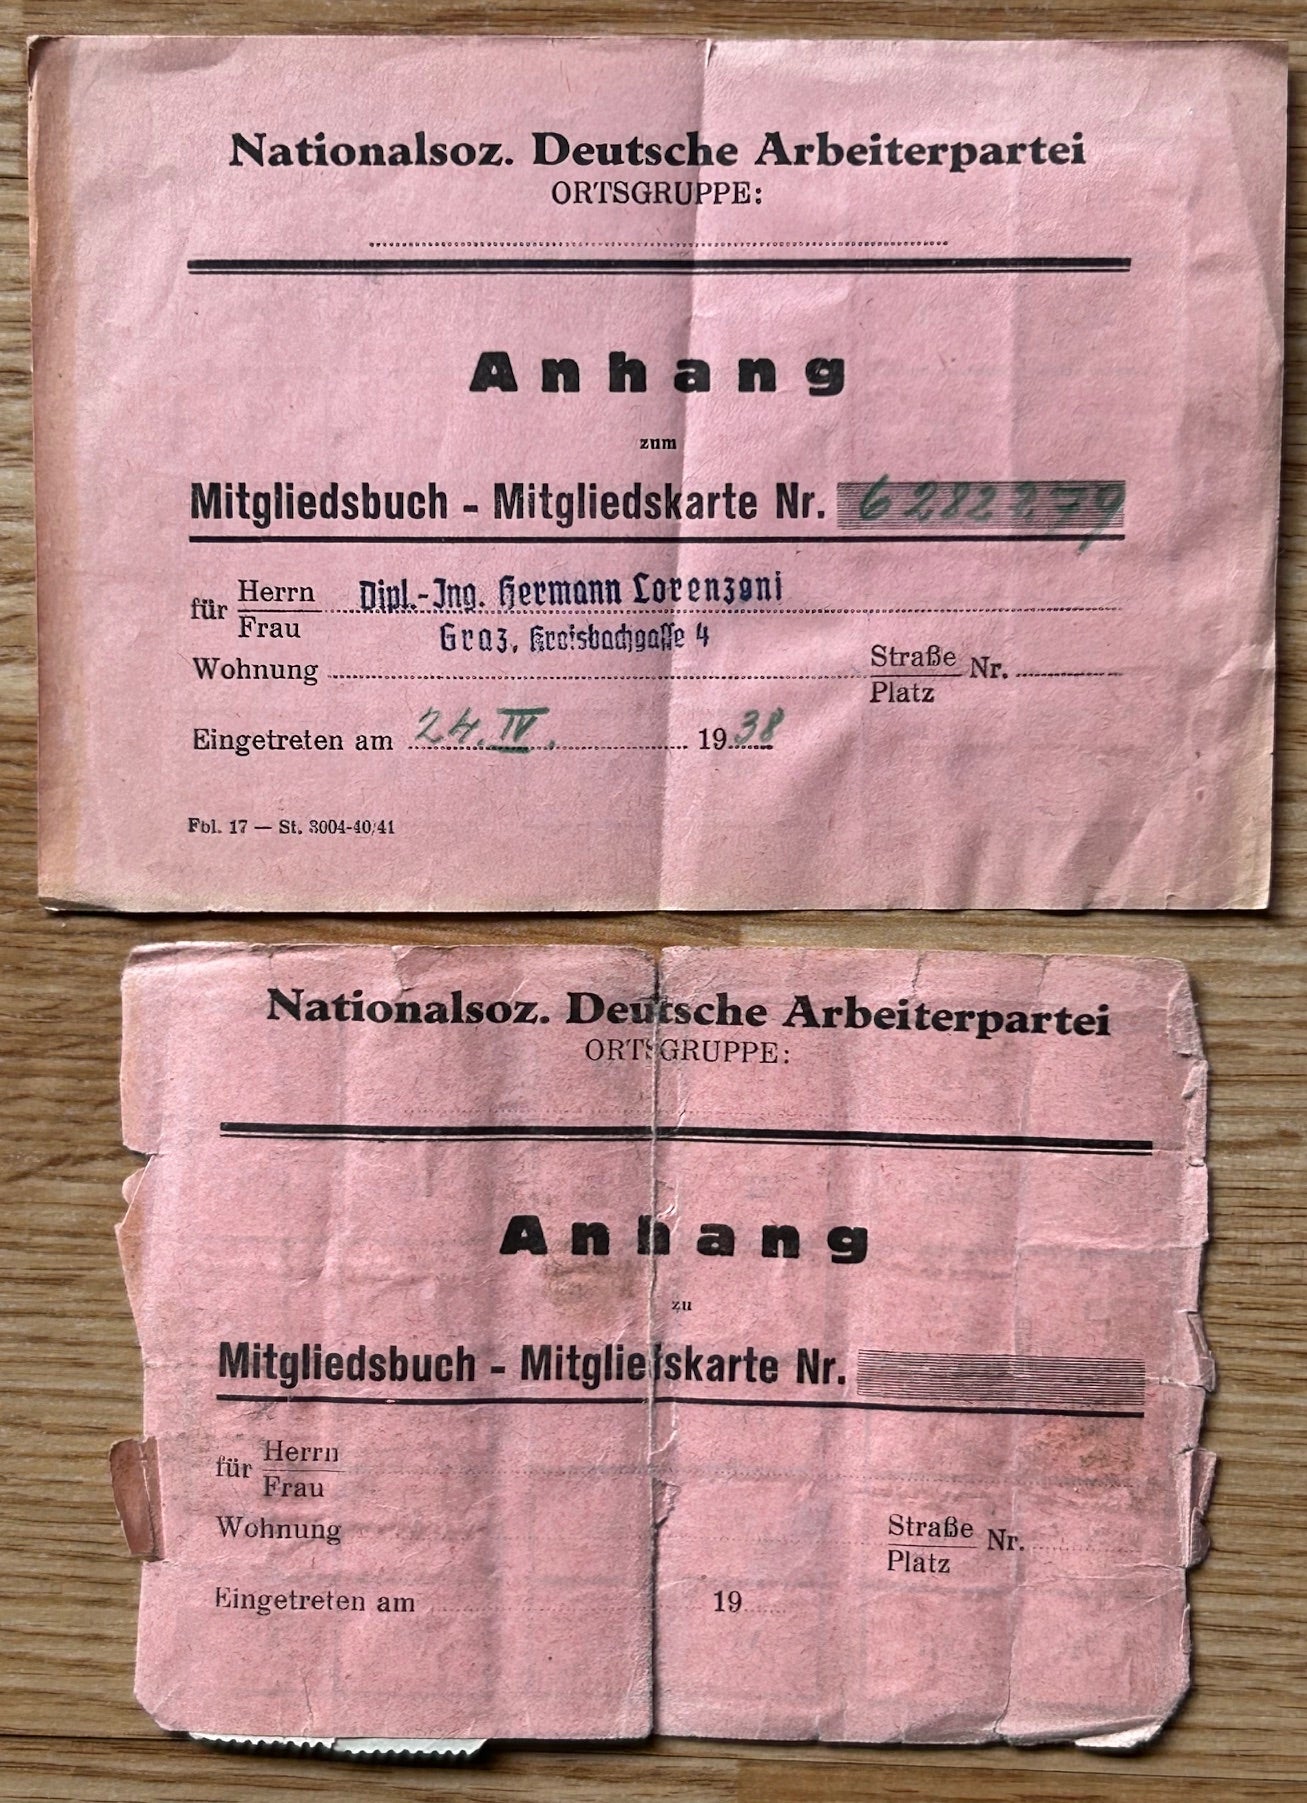 Nationalsoz. Deutsche Arbeiterpartei
ORTSGRUPPE:
Anhang
zum
Mitgliedsbuch - Mitgliedskarte Nr. 6282279
für Herrn
Frau
Dipl.-Ing. Hermann Lorenzoni
Graz, Kroisbachgasse 4
Wohnung Straße Nr.
Platz
Eingetreten am 24. IV. 1938
Fbl. 17 — St. 3004-40/41
Nationalsoz. Deutsche Arbeiterpartei
ORTSGRUPPE:
Anhang
zu
Mitgliedsbuch - Mitgliedskarte Nr.
für Herrn
Frau
Wohnung Straße Nr.
Platz
Eingetreten am 19